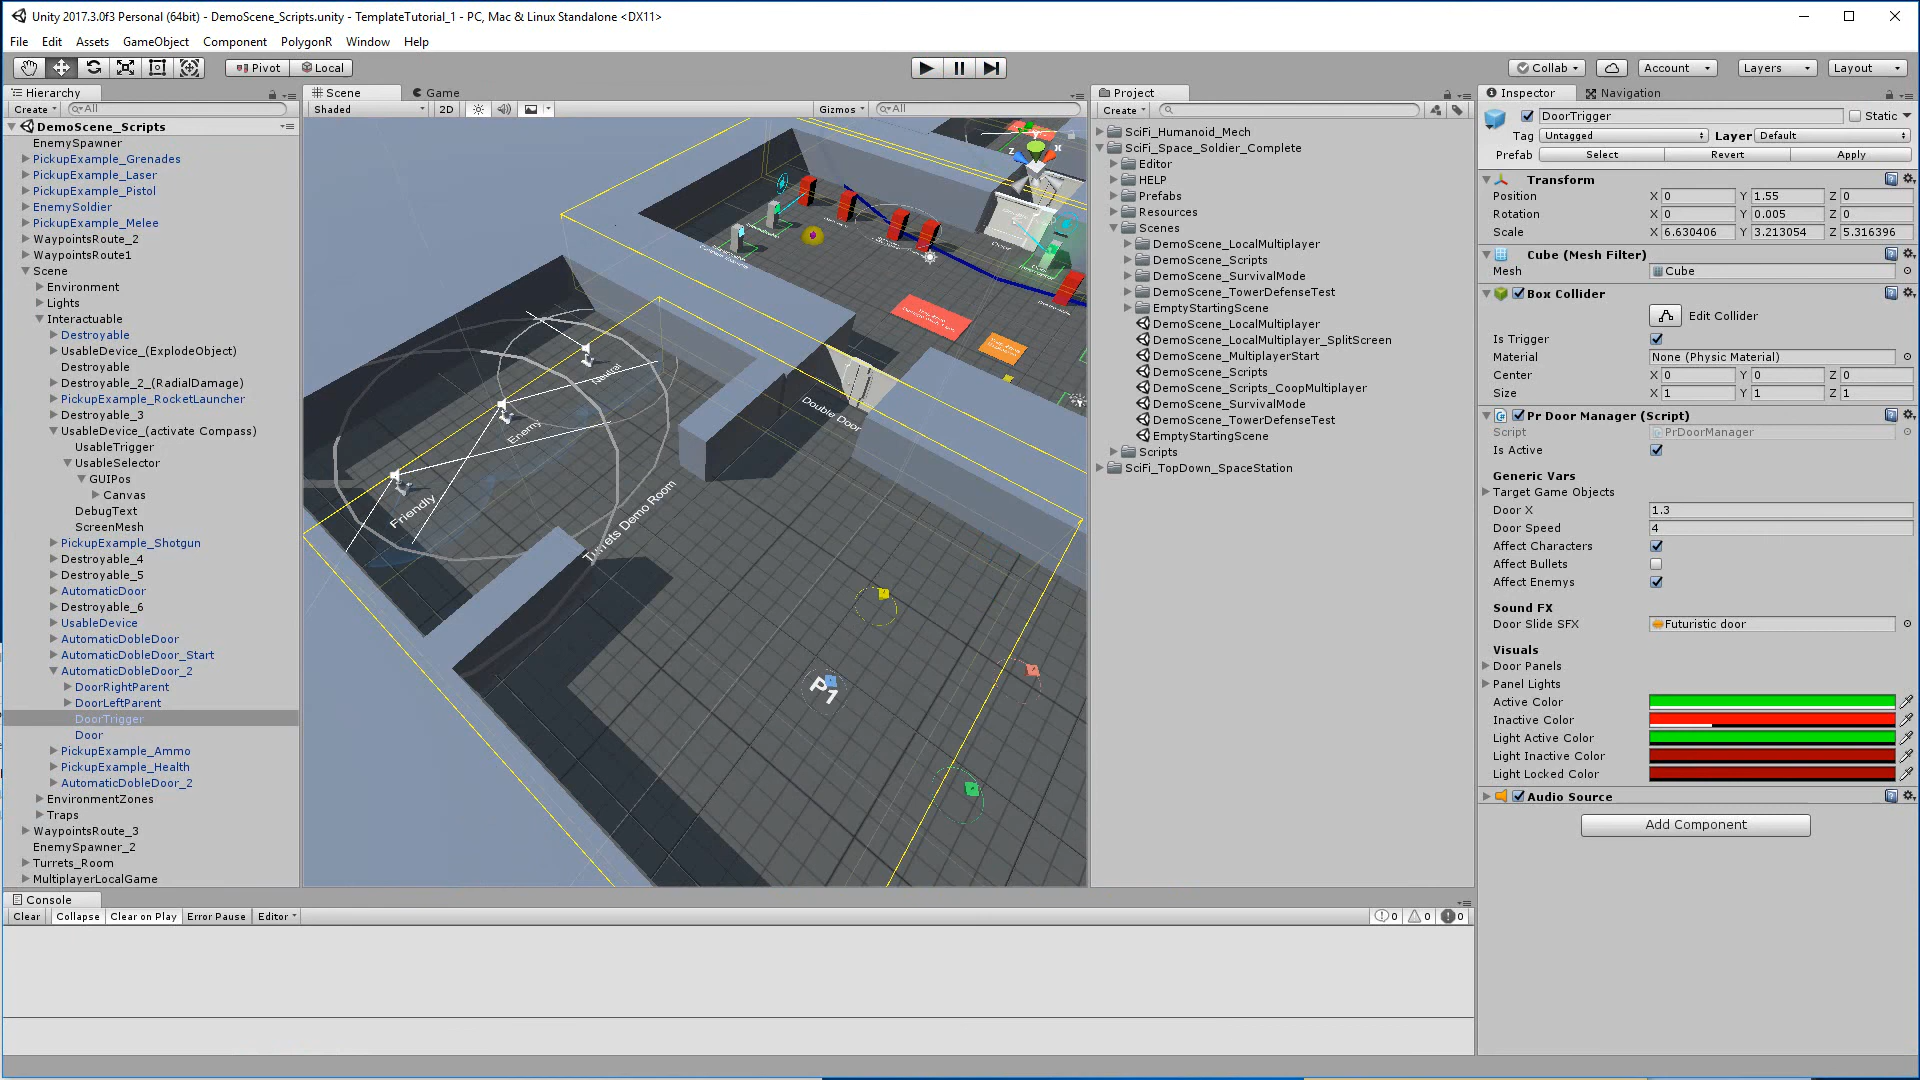 Unity 2017.3.0f3 Personal (64bit) - DemoScene_Scripts.unity - TemplateTutorial_1 - PC, Mac & Linux Standalone <DX11>
File Edit Assets GameObject Component PolygonR Window Help
Pivot Local Collab Account Layers Layout
Hierarchy
Create All
DemoScene_Scripts
EnemySpawner
PickupExample_Grenades
PickupExample_Laser
PickupExample_Pistol
EnemySoldier
PickupExample_Melee
WaypointsRoute_2
WaypointsRoute1
Scene
Environment
Lights
Interactuable
Destroyable
UsableDevice_(ExplodeObject)
Destroyable
Destroyable_2_(RadialDamage)
PickupExample_RocketLauncher
Destroyable_3
UsableDevice_(activate Compass)
UsableTrigger
UsableSelector
GUIPos
Canvas
DebugText
ScreenMesh
PickupExample_Shotgun
Destroyable_4
Destroyable_5
AutomaticDoor
Destroyable_6
UsableDevice
AutomaticDobleDoor
AutomaticDobleDoor_Start
AutomaticDobleDoor_2
DoorRightParent
DoorLeftParent
DoorTrigger
Door
PickupExample_Ammo
PickupExample_Health
AutomaticDobleDoor_2
EnvironmentZones
Traps
WaypointsRoute_3
EnemySpawner_2
Turrets_Room
MultiplayerLocalGame
Scene Game
Shaded 2D Gizmos All
Z X
Neutral
Enemy
Friendly
Double Door
Turrets Demo Room
P1
Project
Create
SciFi_Humanoid_Mech
SciFi_Space_Soldier_Complete
Editor
HELP
Prefabs
Resources
Scenes
DemoScene_LocalMultiplayer
DemoScene_Scripts
DemoScene_SurvivalMode
DemoScene_TowerDefenseTest
EmptyStartingScene
DemoScene_LocalMultiplayer
DemoScene_LocalMultiplayer_SplitScreen
DemoScene_MultiplayerStart
DemoScene_Scripts
DemoScene_Scripts_CoopMultiplayer
DemoScene_SurvivalMode
DemoScene_TowerDefenseTest
EmptyStartingScene
Scripts
SciFi_TopDown_SpaceStation
Inspector Navigation
DoorTrigger Static
Tag Untagged Layer Default
Prefab Select Revert Apply
Transform
Position X 0 Y 1.55 Z 0
Rotation X 0 Y 0.005 Z 0
Scale X 6.630406 Y 3.213054 Z 5.316396
Cube (Mesh Filter)
Mesh Cube
Box Collider
Edit Collider
Is Trigger
Material None (Physic Material)
Center X 0 Y 0 Z 0
Size X 1 Y 1 Z 1
Pr Door Manager (Script)
Script PrDoorManager
Is Active
Generic Vars
Target Game Objects
Door X 1.3
Door Speed 4
Affect Characters
Affect Bullets
Affect Enemys
Sound FX
Door Slide SFX Futuristic door
Visuals
Door Panels
Panel Lights
Active Color
Inactive Color
Light Active Color
Light Inactive Color
Light Locked Color
Audio Source
Add Component
Console
Clear Collapse Clear on Play Error Pause Editor 0 0 0